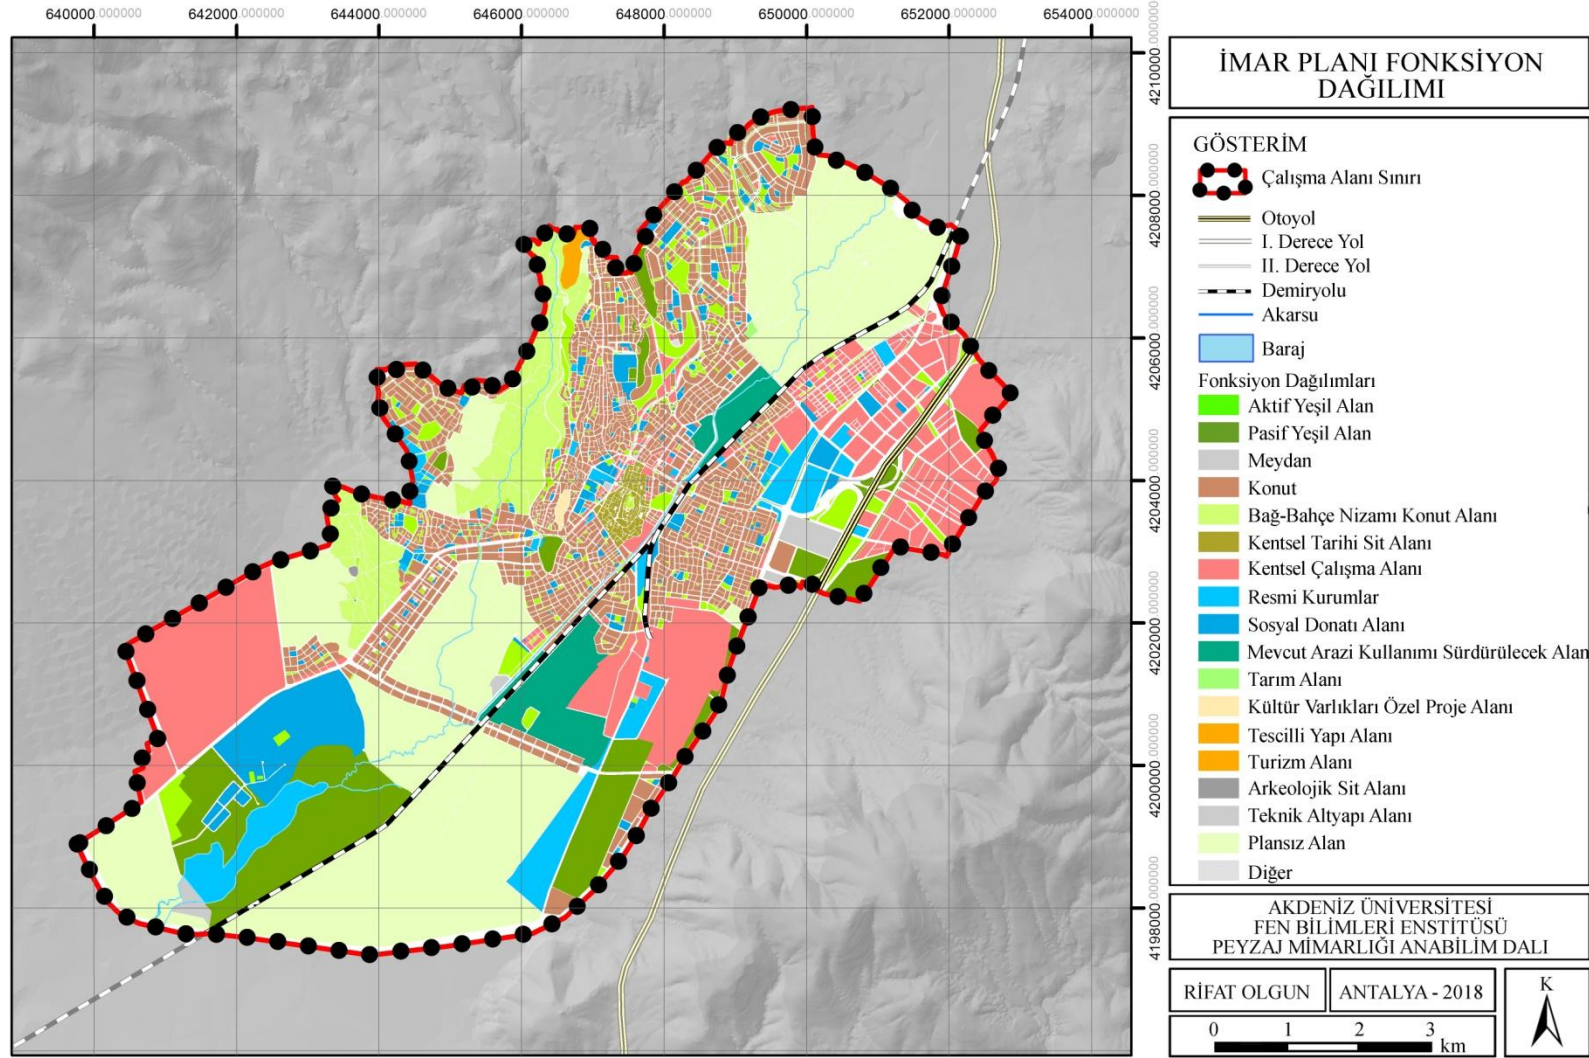 640000.000000 642000.000000 644000.000000 646000.000000 648000.000000 650000.000000 652000.000000 654000.000000
4210000.000000
4208000.000000
4206000.000000
4204000.000000
4202000.000000
4200000.000000
4198000.000000
İMAR PLANI FONKSİYON
DAĞILIMI
GÖSTERİM
Çalışma Alanı Sınırı
Otoyol
I. Derece Yol
II. Derece Yol
Demiryolu
Akarsu
Baraj
Fonksiyon Dağılımları
Aktif Yeşil Alan
Pasif Yeşil Alan
Meydan
Konut
Bağ-Bahçe Nizamı Konut Alanı
Kentsel Tarihi Sit Alanı
Kentsel Çalışma Alanı
Resmi Kurumlar
Sosyal Donatı Alanı
Mevcut Arazi Kullanımı Sürdürülecek Alan
Tarım Alanı
Kültür Varlıkları Özel Proje Alanı
Tescilli Yapı Alanı
Turizm Alanı
Arkeolojik Sit Alanı
Teknik Altyapı Alanı
Plansız Alan
Diğer
AKDENİZ ÜNİVERSİTESİ
FEN BİLİMLERİ ENSTİTÜSÜ
PEYZAJ MİMARLIĞI ANABİLİM DALI
RİFAT OLGUN
ANTALYA - 2018
K
0 1 2 3
km